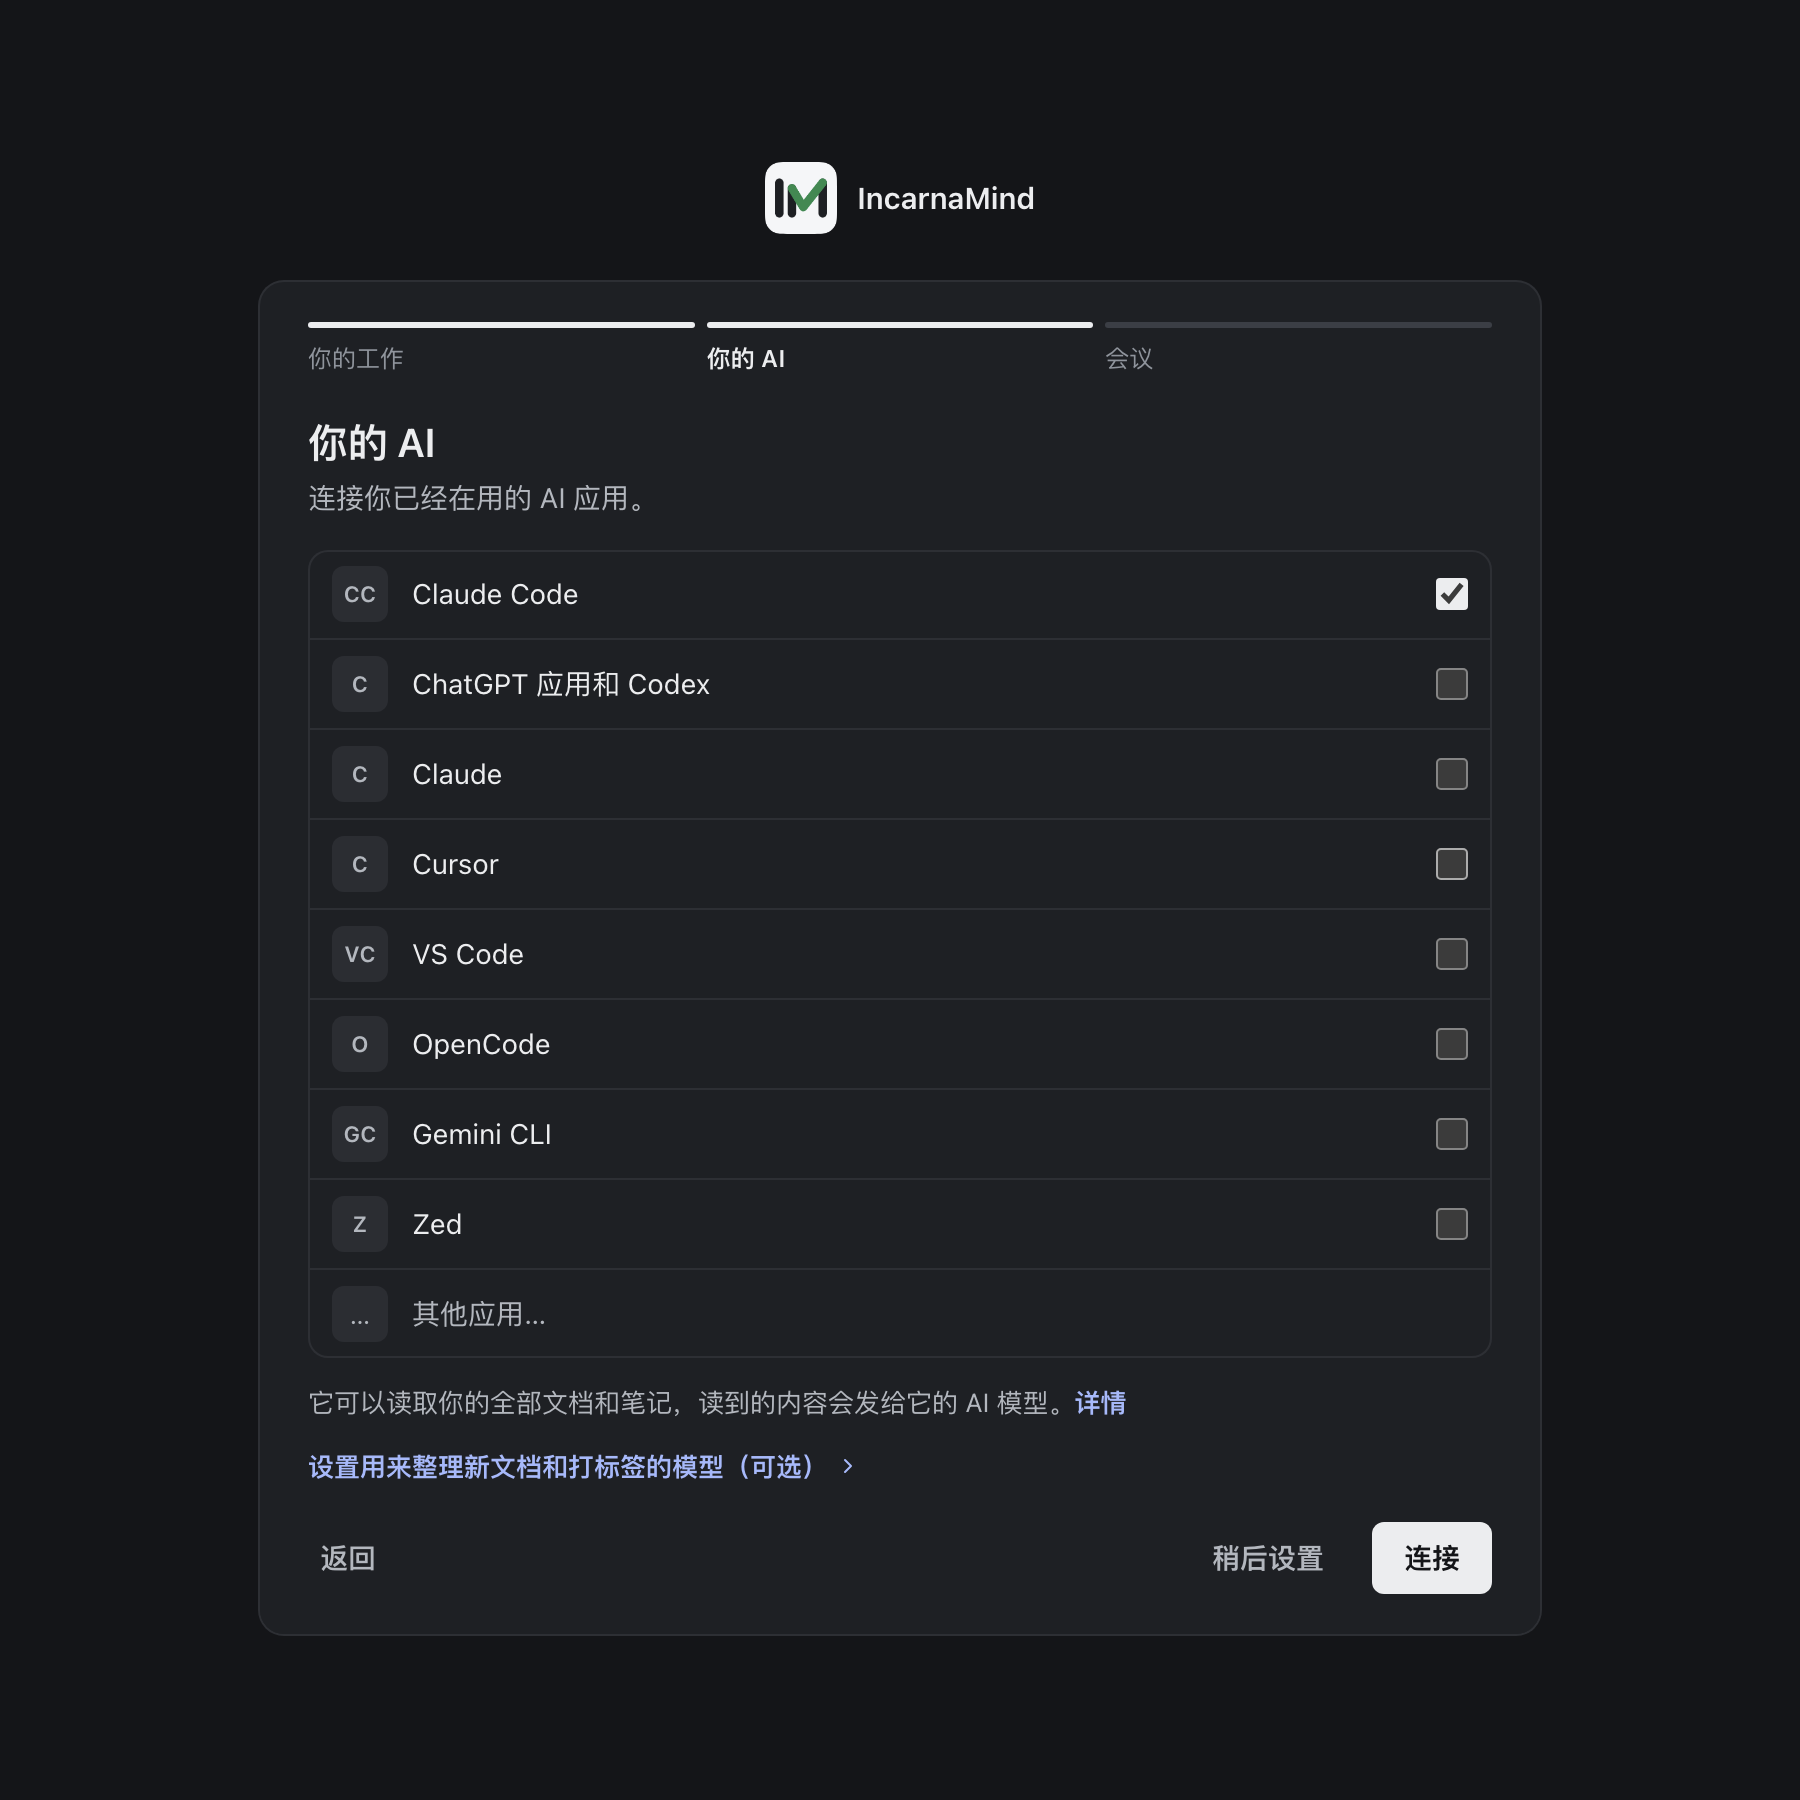 IncarnaMind
你的工作
你的 AI
会议
你的 AI
连接你已经在用的 AI 应用。
CC Claude Code
C ChatGPT 应用和 Codex
C Claude
C Cursor
VC VS Code
O OpenCode
GC Gemini CLI
Z Zed
... 其他应用...
它可以读取你的全部文档和笔记，读到的内容会发给它的 AI 模型。详情
设置用来整理新文档和打标签的模型（可选） >
返回
稍后设置
连接